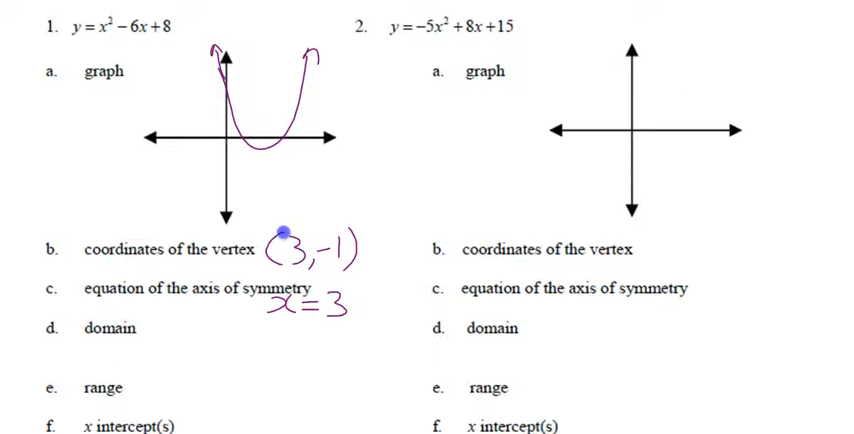 1. y = x² − 6x + 8
a. graph
b. coordinates of the vertex (3, -1)
c. equation of the axis of symmetry
x = 3
d. domain
e. range
f. x intercept(s)
2. y = −5x² + 8x + 15
a. graph
b. coordinates of the vertex
c. equation of the axis of symmetry
d. domain
e. range
f. x intercept(s)